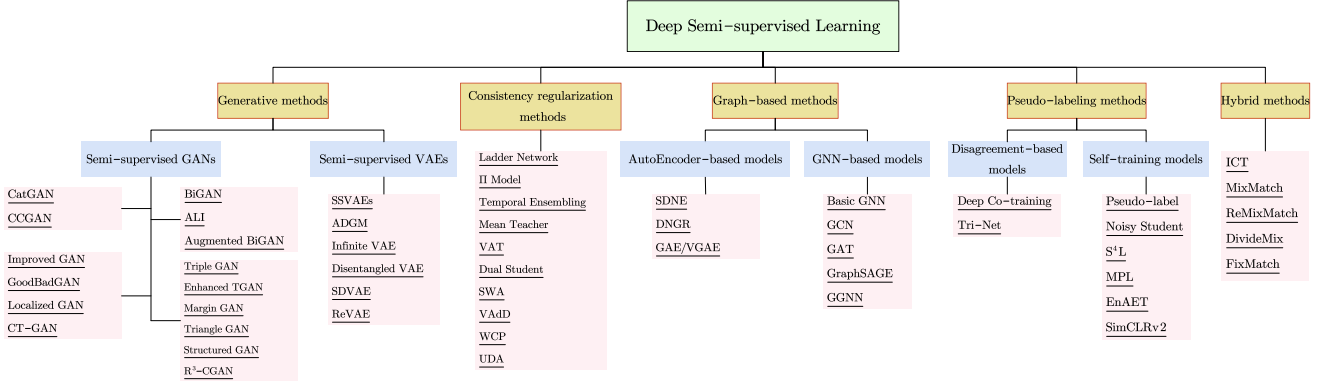 Deep Semi-supervised Learning
Generative methods
Semi-supervised GANs
CatGAN
CCGAN
Improved GAN
GoodBadGAN
Localized GAN
CT-GAN
BiGAN
ALI
Augmented BiGAN
Triple GAN
Enhanced TGAN
Margin GAN
Triangle GAN
Structured GAN
R³-CGAN
Semi-supervised VAEs
SSVAEs
ADGM
Infinite VAE
Disentangled VAE
SDVAE
ReVAE
Consistency regularization
methods
Ladder Network
Π Model
Temporal Ensembling
Mean Teacher
VAT
Dual Student
SWA
VAdD
WCP
UDA
Graph-based methods
AutoEncoder-based models
SDNE
DNGR
GAE/VGAE
GNN-based models
Basic GNN
GCN
GAT
GraphSAGE
GGNN
Pseudo-labeling methods
Disagreement-based
models
Deep Co-training
Tri-Net
Self-training models
Pseudo-label
Noisy Student
S⁴L
MPL
EnAET
SimCLRv2
Hybrid methods
ICT
MixMatch
ReMixMatch
DivideMix
FixMatch